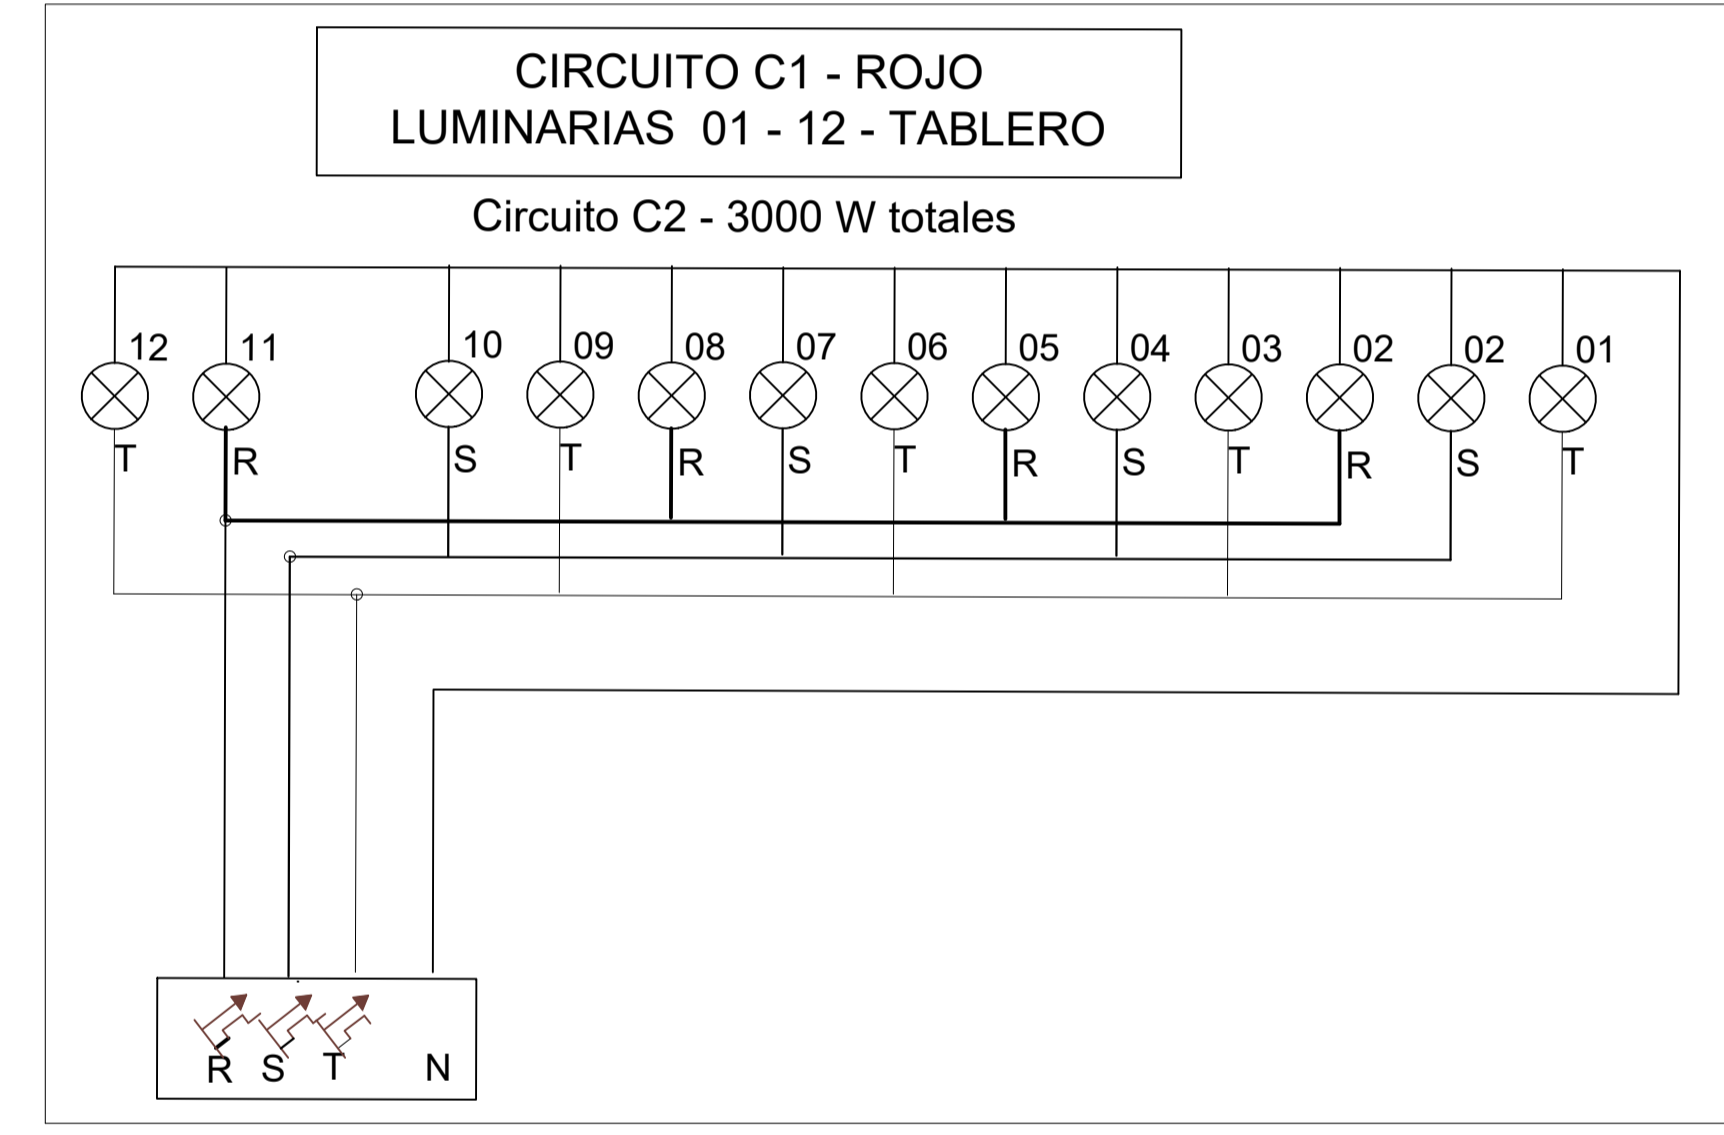 CIRCUITO C1 - ROJO
LUMINARIAS 01 - 12 - TABLERO
Circuito C2 - 3000 W totales
12 11 10 09 08 07 06 05 04 03 02 02 01
T R S T R S T R S T R S T
R S T N